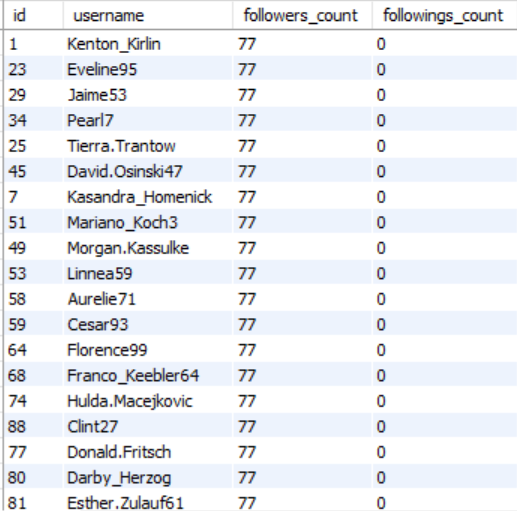 id username followers_count followings_count
1 Kenton_Kirlin 77 0
23 Eveline95 77 0
29 Jaime53 77 0
34 Pearl7 77 0
25 Tierra.Trantow 77 0
45 David.Osinski47 77 0
7 Kasandra_Homenick 77 0
51 Mariano_Koch3 77 0
49 Morgan.Kassulke 77 0
53 Linnea59 77 0
58 Aurelie71 77 0
59 Cesar93 77 0
64 Florence99 77 0
68 Franco_Keebler64 77 0
74 Hulda.Macejkovic 77 0
88 Clint27 77 0
77 Donald.Fritsch 77 0
80 Darby_Herzog 77 0
81 Esther.Zulauf61 77 0